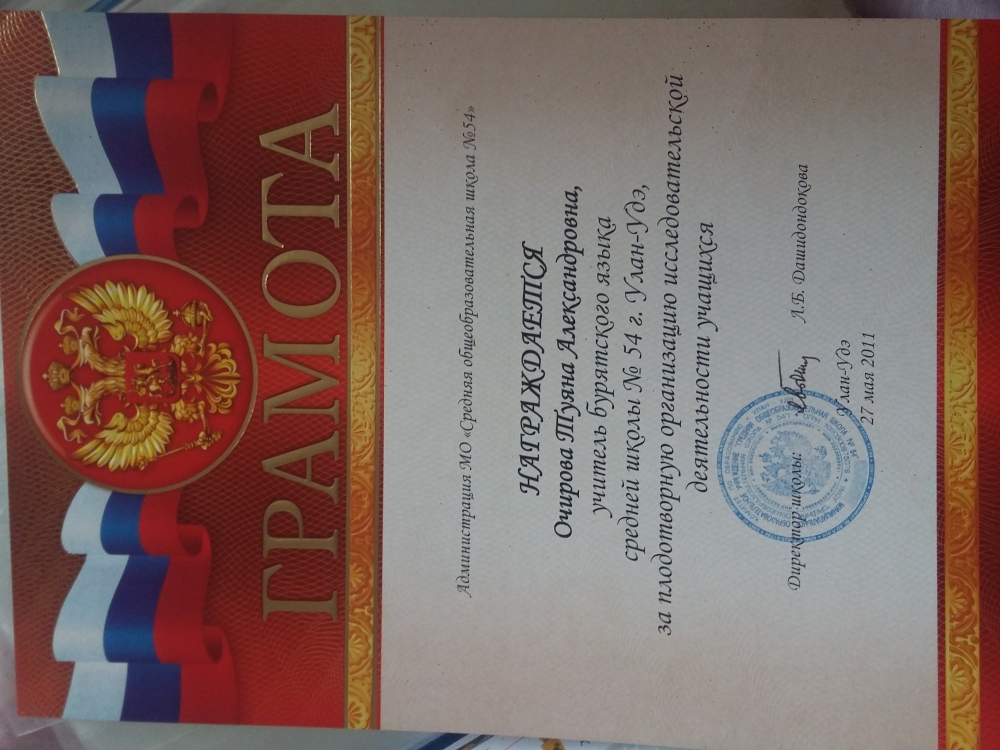 ГРАМОТА
Администрация МО «Средняя общеобразовательная школа №54»
НАГРАЖДАЕТСЯ
Очирова Туяна Александровна,
учитель бурятского языка
средней школы № 54 г. Улан-Удэ,
за плодотворную организацию исследовательской
деятельности учащихся
Директор школы: Л.Б. Дашидондокова
г.Улан-Удэ
27 мая 2011